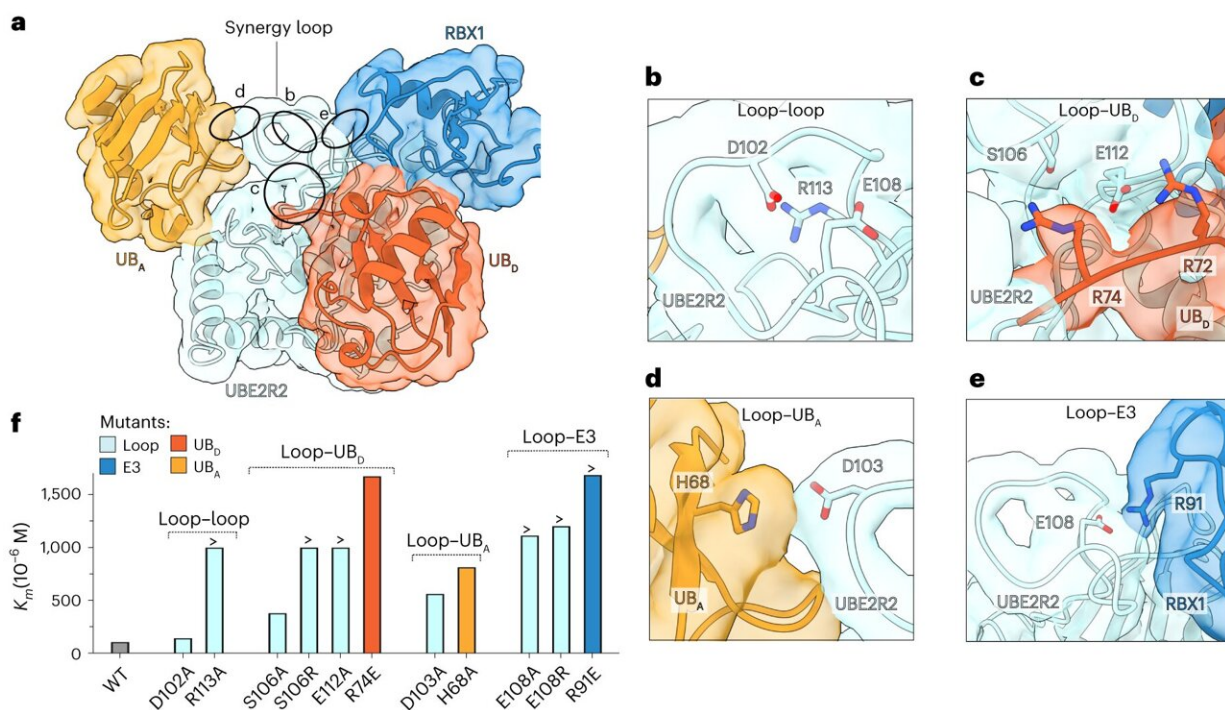 a
Synergy loop
RBX1
d
b
e
c
UB_A
UB_D
UBE2R2
b
Loop–loop
D102
R113
E108
UBE2R2
c
Loop–UB_D
S106
E112
R72
UBE2R2
R74
UB_D
d
Loop–UB_A
D103
H68
UB_A
UBE2R2
e
Loop–E3
R91
E108
UBE2R2
RBX1
f
Mutants:
Loop
UB_D
E3
UB_A
Loop–E3
Loop–UB_D
Loop–loop
Loop–UB_A
K_m (10⁻⁶ M)
1,500
1,000
500
0
> > > > > >
WT
D102A
R113A
S106A
S106R
E112A
R74E
D103A
H68A
E108A
E108R
R91E